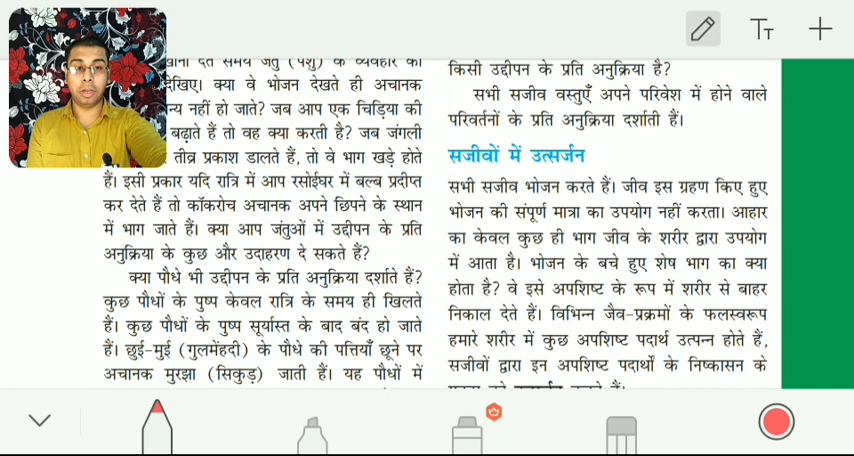 खाना देते समय जंतु (पशु) के व्यवहार को
देखिए। क्या वे भोजन देखते ही अचानक
न्य नहीं हो जाते? जब आप एक चिड़िया की
बढ़ाते हैं तो वह क्या करती है? जब जंगली
तीव्र प्रकाश डालते हैं, तो वे भाग खड़े होते
हैं। इसी प्रकार यदि रात्रि में आप रसोईघर में बल्ब प्रदीप्त
कर देते हैं तो कॉकरोच अचानक अपने छिपने के स्थान
में भाग जाते हैं। क्या आप जंतुओं में उद्दीपन के प्रति
अनुक्रिया के कुछ और उदाहरण दे सकते हैं?
क्या पौधे भी उद्दीपन के प्रति अनुक्रिया दर्शाते हैं?
कुछ पौधों के पुष्प केवल रात्रि के समय ही खिलते
हैं। कुछ पौधों के पुष्प सूर्यास्त के बाद बंद हो जाते
हैं। छुई-मुई (गुलमेंहदी) के पौधे की पत्तियाँ छूने पर
अचानक मुरझा (सिकुड़) जाती हैं। यह पौधों में
किसी उद्दीपन के प्रति अनुक्रिया है?
सभी सजीव वस्तुएँ अपने परिवेश में होने वाले
परिवर्तनों के प्रति अनुक्रिया दर्शाती हैं।
सजीवों में उत्सर्जन
सभी सजीव भोजन करते हैं। जीव इस ग्रहण किए हुए
भोजन की संपूर्ण मात्रा का उपयोग नहीं करता। आहार
का केवल कुछ ही भाग जीव के शरीर द्वारा उपयोग
में आता है। भोजन के बचे हुए शेष भाग का क्या
होता है? वे इसे अपशिष्ट के रूप में शरीर से बाहर
निकाल देते हैं। विभिन्न जैव-प्रक्रमों के फलस्वरूप
हमारे शरीर में कुछ अपशिष्ट पदार्थ उत्पन्न होते हैं,
सजीवों द्वारा इन अपशिष्ट पदार्थों के निष्कासन के
Tт